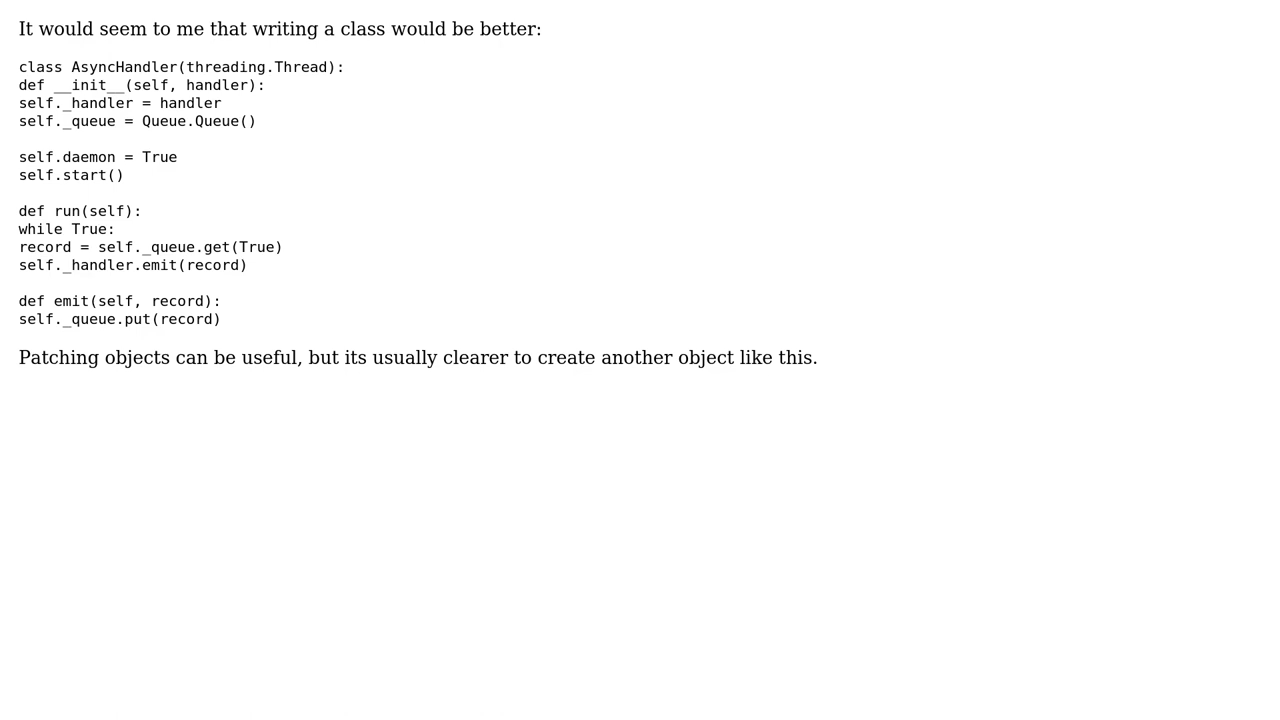 It would seem to me that writing a class would be better:
class AsyncHandler(threading.Thread):
def __init__(self, handler):
self._handler = handler
self._queue = Queue.Queue()
self.daemon = True
self.start()
def run(self):
while True:
record = self._queue.get(True)
self._handler.emit(record)
def emit(self, record):
self._queue.put(record)
Patching objects can be useful, but its usually clearer to create another object like this.